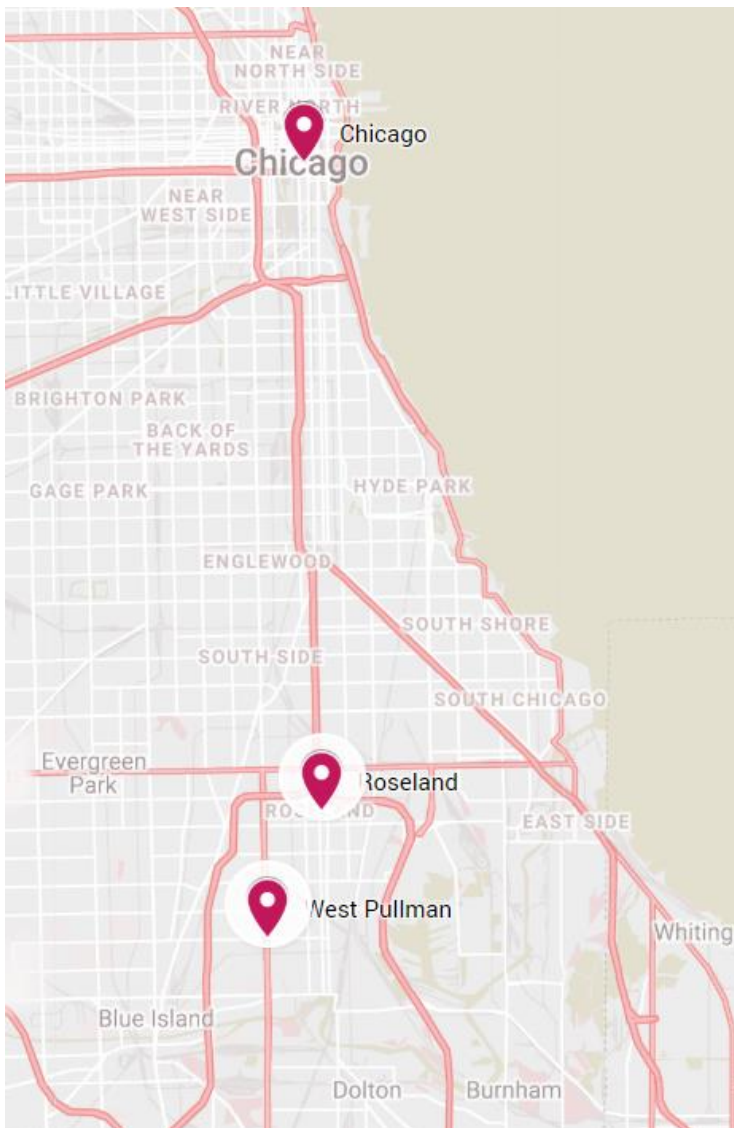 NEAR
NORTH SIDE
RIVER NORTH
Chicago
Chicago
NEAR
WEST SIDE
LITTLE VILLAGE
BRIGHTON PARK
BACK OF
THE YARDS
GAGE PARK
HYDE PARK
ENGLEWOOD
SOUTH SHORE
SOUTH SIDE
SOUTH CHICAGO
Evergreen
Park
Roseland
ROSELAND
EAST SIDE
West Pullman
Whiting
Blue Island
Dolton
Burnham